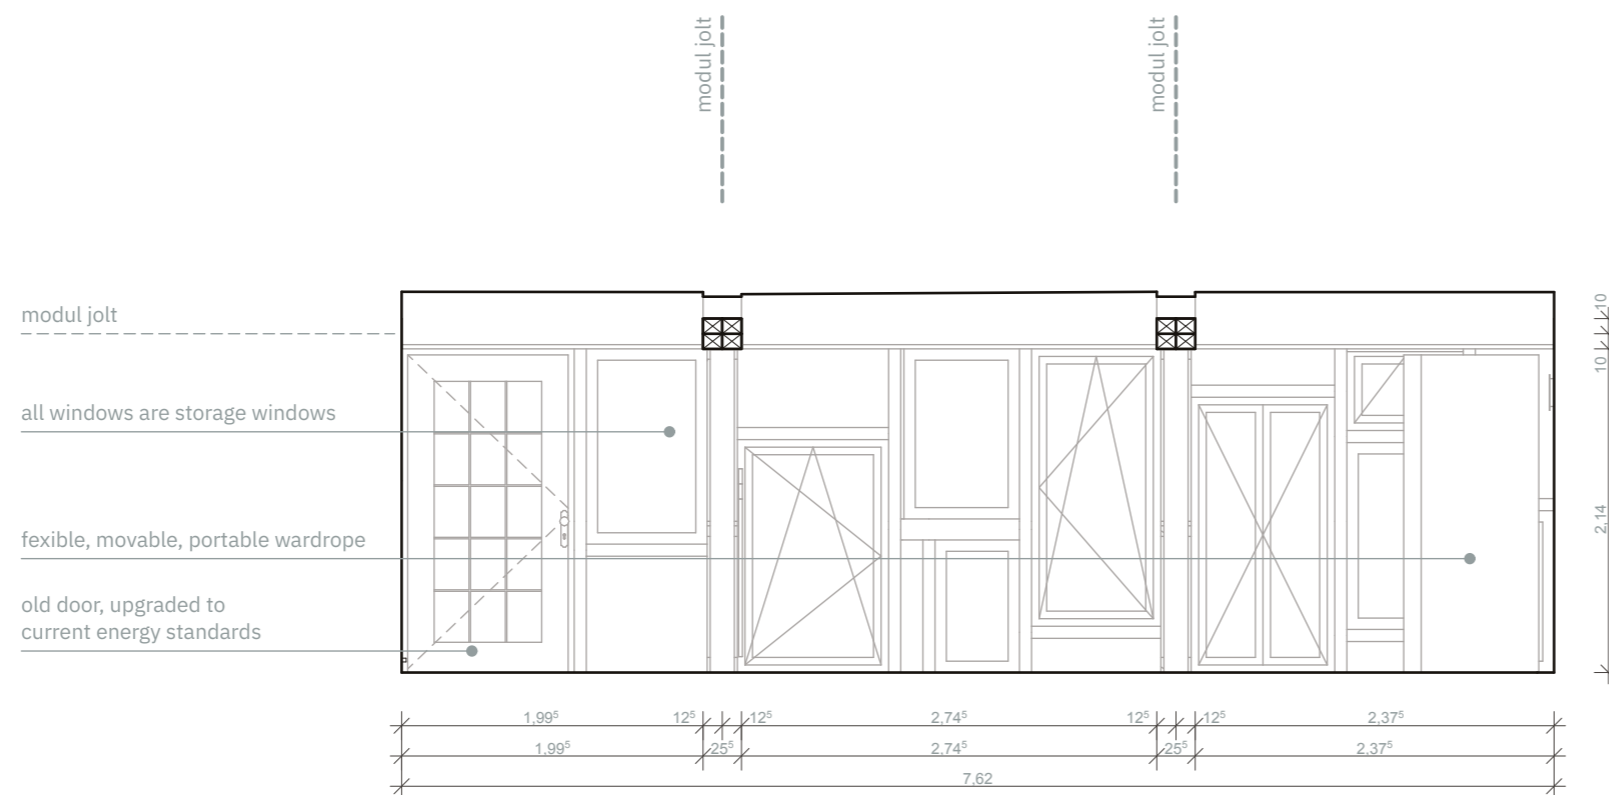 modul jolt
modul jolt
modul jolt
all windows are storage windows
fexible, movable, portable wardrope
old door, upgraded to
current energy standards
10
10
2,14
1,99⁵ 12⁵ 12⁵ 2,74⁵ 12⁵ 12⁵ 2,37⁵
1,99⁵ 25⁵ 2,74⁵ 25⁵ 2,37⁵
7,62